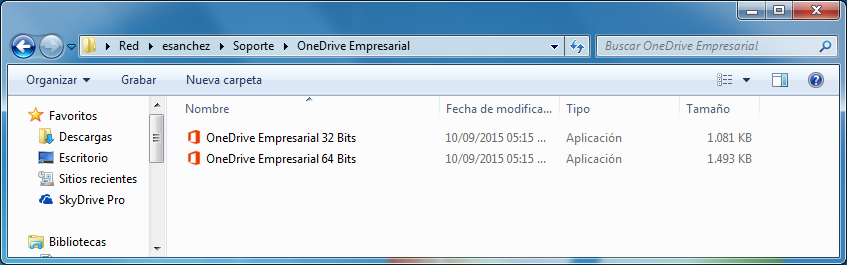 Red ▸ esanchez ▸ Soporte ▸ OneDrive Empresarial
Buscar OneDrive Empresarial
Organizar Grabar Nueva carpeta
Favoritos
Descargas
Escritorio
Sitios recientes
SkyDrive Pro
Bibliotecas
Nombre Fecha de modifica... Tipo Tamaño
OneDrive Empresarial 32 Bits 10/09/2015 05:15 ... Aplicación 1.081 KB
OneDrive Empresarial 64 Bits 10/09/2015 05:15 ... Aplicación 1.493 KB